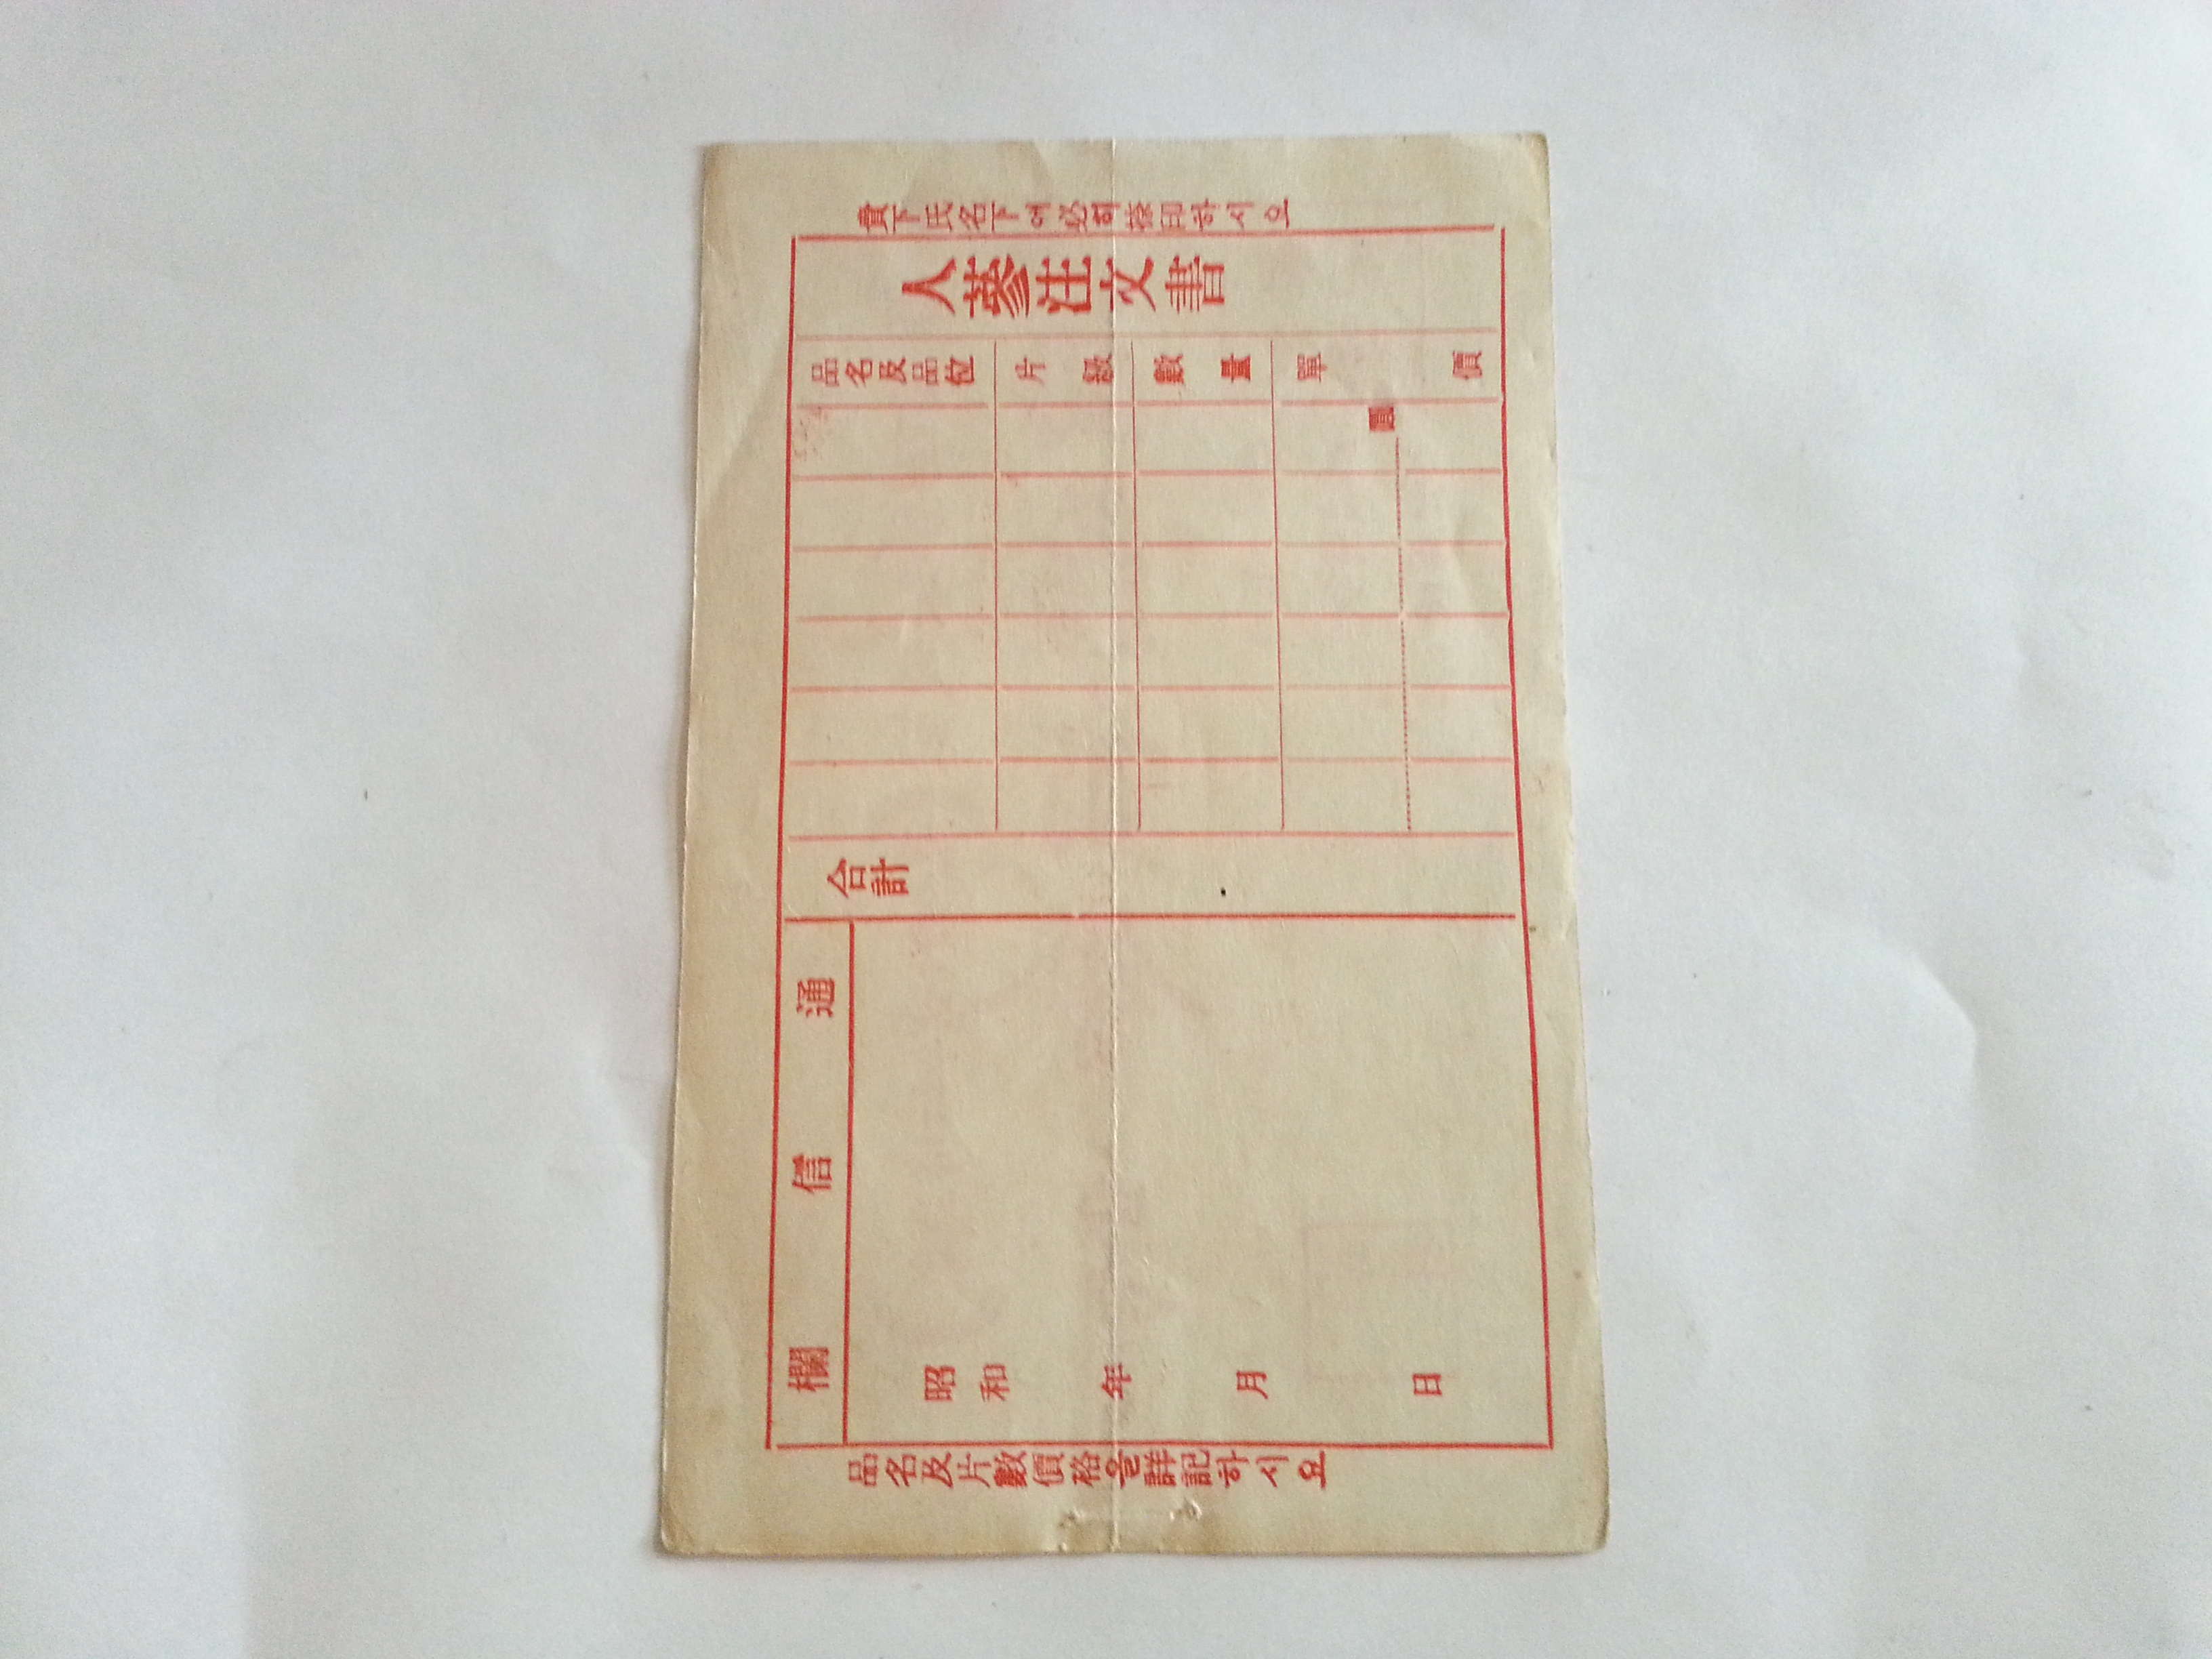 貴下氏名下에必히捺印하시오
人蔘注文書
品名及品位 片數 數量 單價
圓
合計
通信欄
昭和 年 月 日
品名及片數價格을詳記하시요